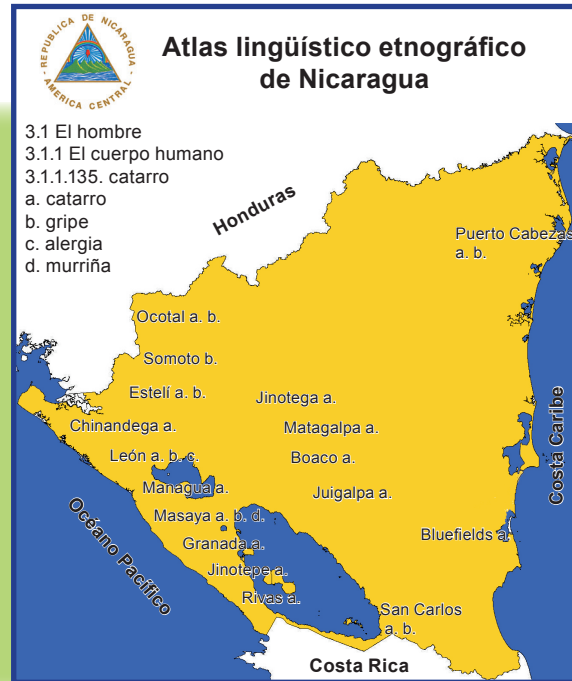 REPUBLICA DE NICARAGUA - AMERICA CENTRAL -
Atlas lingüístico etnográfico
de Nicaragua
3.1 El hombre
3.1.1 El cuerpo humano
3.1.1.135. catarro
a. catarro
b. gripe
c. alergia
d. murriña
Honduras
Puerto Cabezas
a. b.
Ocotal a. b.
Somoto b.
Estelí a. b.
Jinotega a.
Chinandega a.
Matagalpa a.
León a. b. c.
Boaco a.
Managua a.
Juigalpa a.
Masaya a. b. d.
Granada a.
Bluefields a.
Jinotepe a.
Rivas a.
San Carlos
a. b.
Costa Caribe
Océano Pacífico
Costa Rica